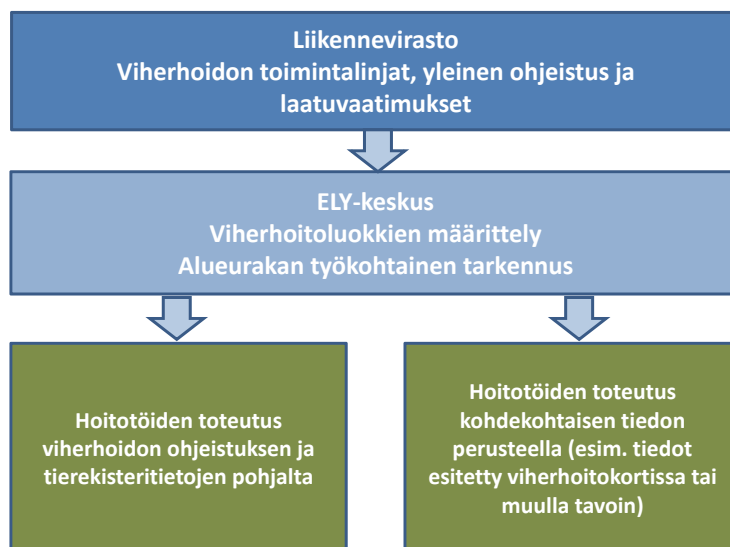 Liikennevirasto
Viherhoidon toimintalinjat, yleinen ohjeistus ja
laatuvaatimukset
ELY-keskus
Viherhoitoluokkien määrittely
Alueurakan työkohtainen tarkennus
Hoitotöiden toteutus
viherhoidon ohjeistuksen ja
tierekisteritietojen pohjalta
Hoitotöiden toteutus
kohdekohtaisen tiedon
perusteella (esim. tiedot
esitetty viherhoitokortissa tai
muulla tavoin)